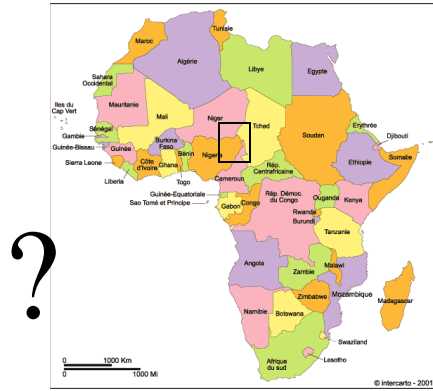 Tunisie
Maroc
Algérie
Libye
Egypte
Sahara
Occidental
Iles du
Cap Vert
Mauritanie
Mali
Niger
Tchad
Soudan
Erythrée
Djibouti
Sénégal
Gambie
Guinée-Bissau
Guinée
Burkina
Faso
Sierra Leone
Liberia
Côte
d'Ivoire
Ghana
Togo
Bénin
Nigeria
Cameroun
Rép.
Centrafricaine
Ethiopie
Somalie
Guinée-Equatoriale
Sao Tomé et Principe
Gabon
Congo
Rép. Démoc.
du Congo
Ouganda
Kenya
Rwanda
Burundi
Tanzanie
?
Angola
Zambie
Malawi
Mozambique
Zimbabwe
Madagascar
Namibie
Botswana
Swaziland
Lesotho
Afrique
du sud
0 1000 Km
0 1000 Mi
© intercarto - 2001